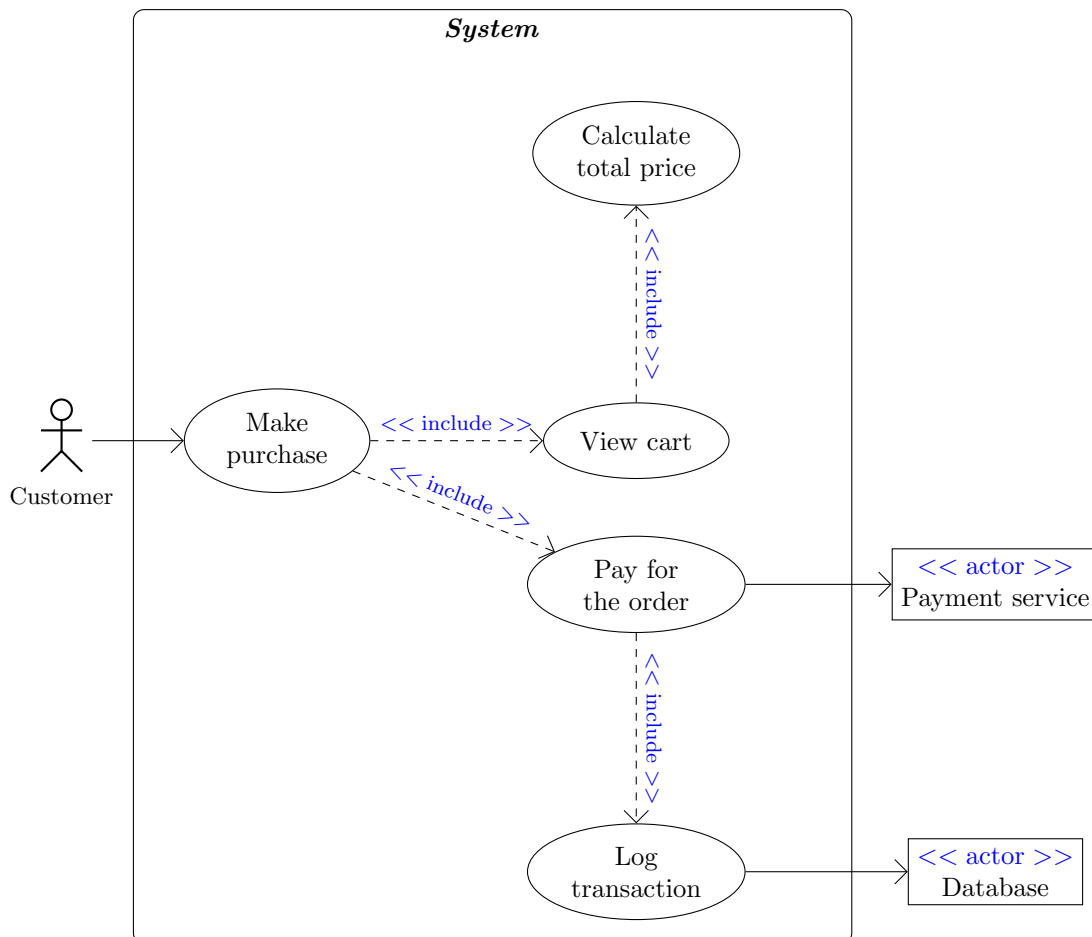 System
Calculate
total price
<< include >>
Make
purchase
<< include >>
View cart
Customer
<< include >>
Pay for
the order
<< actor >>
Payment service
<< include >>
Log
transaction
<< actor >>
Database